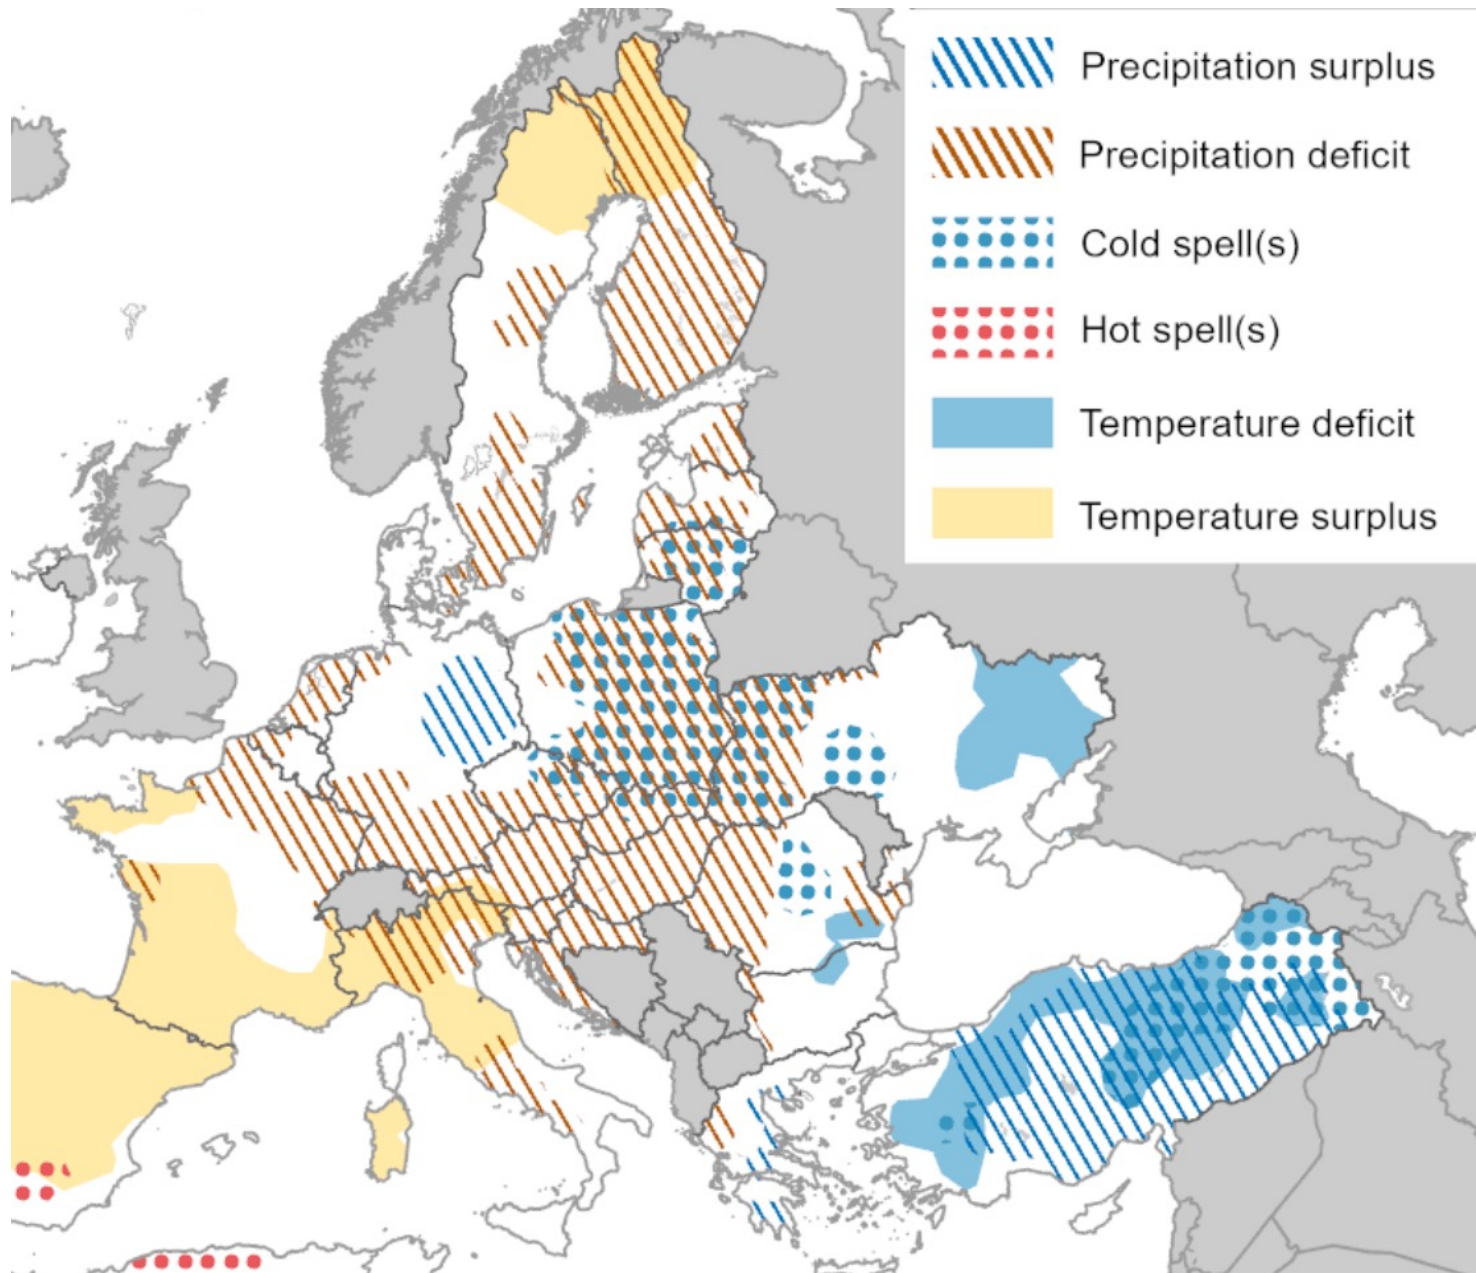 Precipitation surplus
Precipitation deficit
Cold spell(s)
Hot spell(s)
Temperature deficit
Temperature surplus